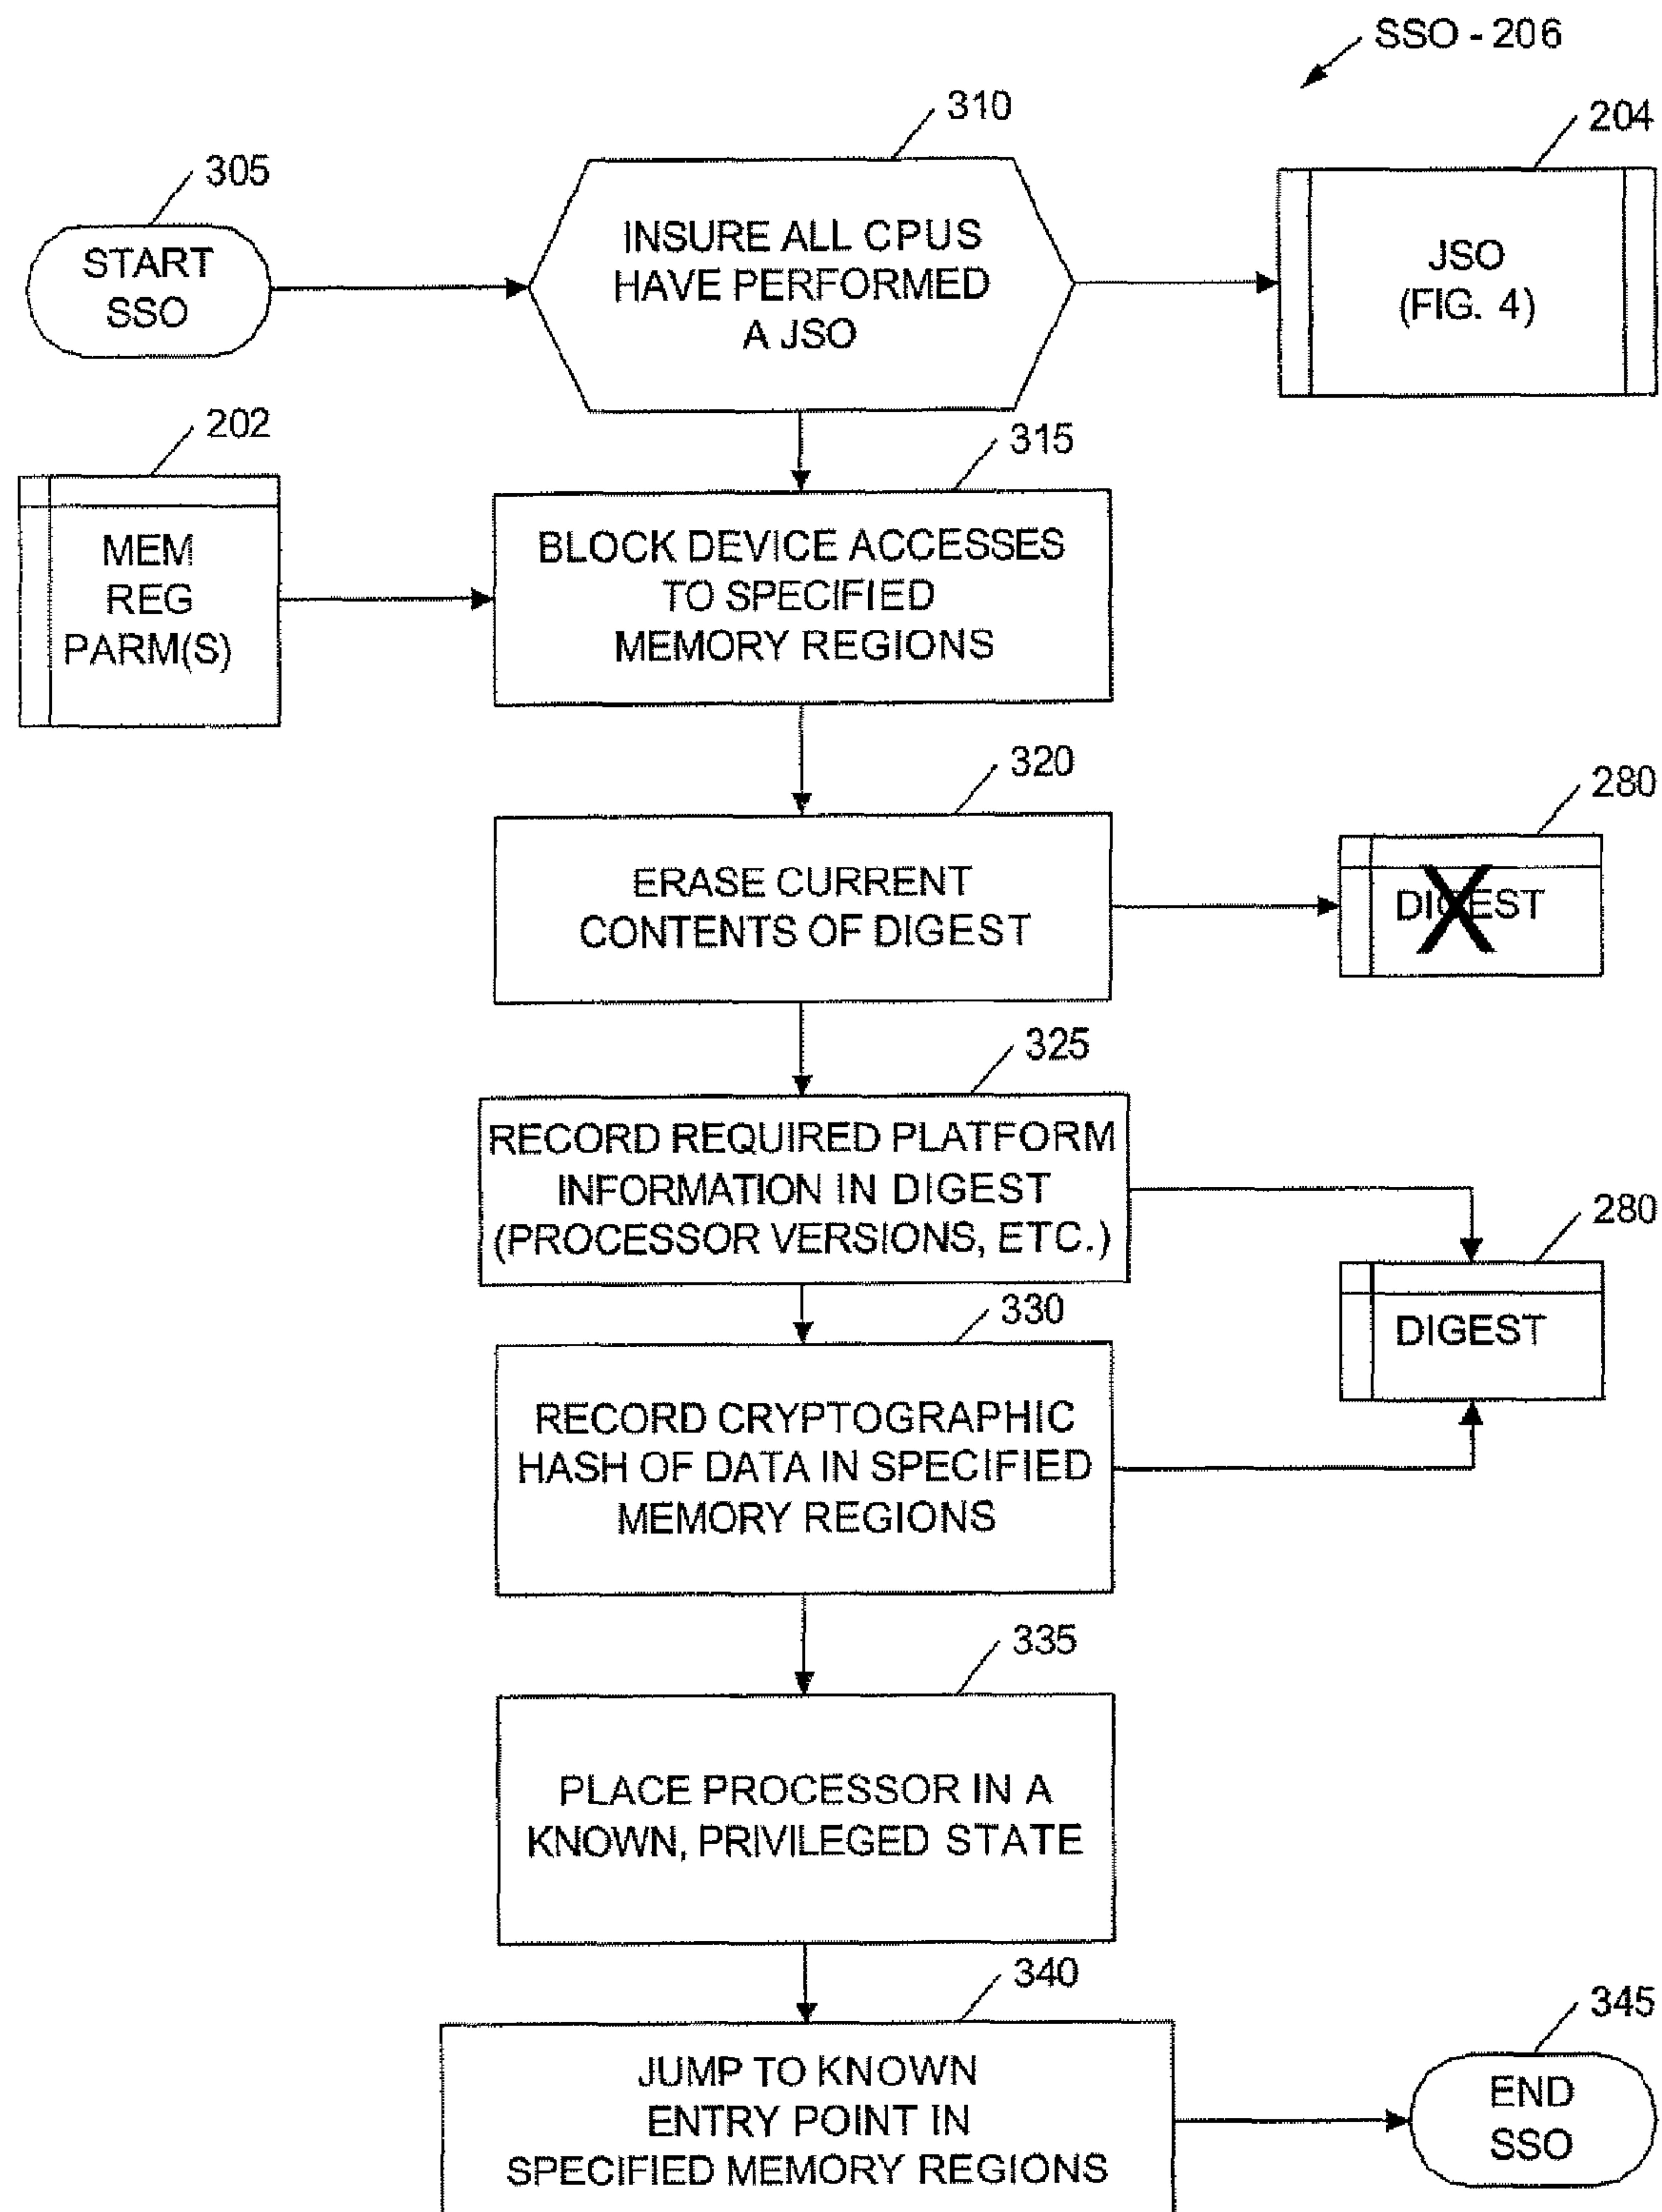 SSO - 206
310
204
305
START
SSO
INSURE ALL CPUS
HAVE PERFORMED
A JSO
JSO
(FIG. 4)
202
315
MEM
REG
PARM(S)
BLOCK DEVICE ACCESSES
TO SPECIFIED
MEMORY REGIONS
320
280
ERASE CURRENT
CONTENTS OF DIGEST
DIGEST
325
RECORD REQUIRED PLATFORM
INFORMATION IN DIGEST
(PROCESSOR VERSIONS, ETC.)
280
DIGEST
330
RECORD CRYPTOGRAPHIC
HASH OF DATA IN SPECIFIED
MEMORY REGIONS
335
PLACE PROCESSOR IN A
KNOWN, PRIVILEGED STATE
340
345
JUMP TO KNOWN
ENTRY POINT IN
SPECIFIED MEMORY REGIONS
END
SSO